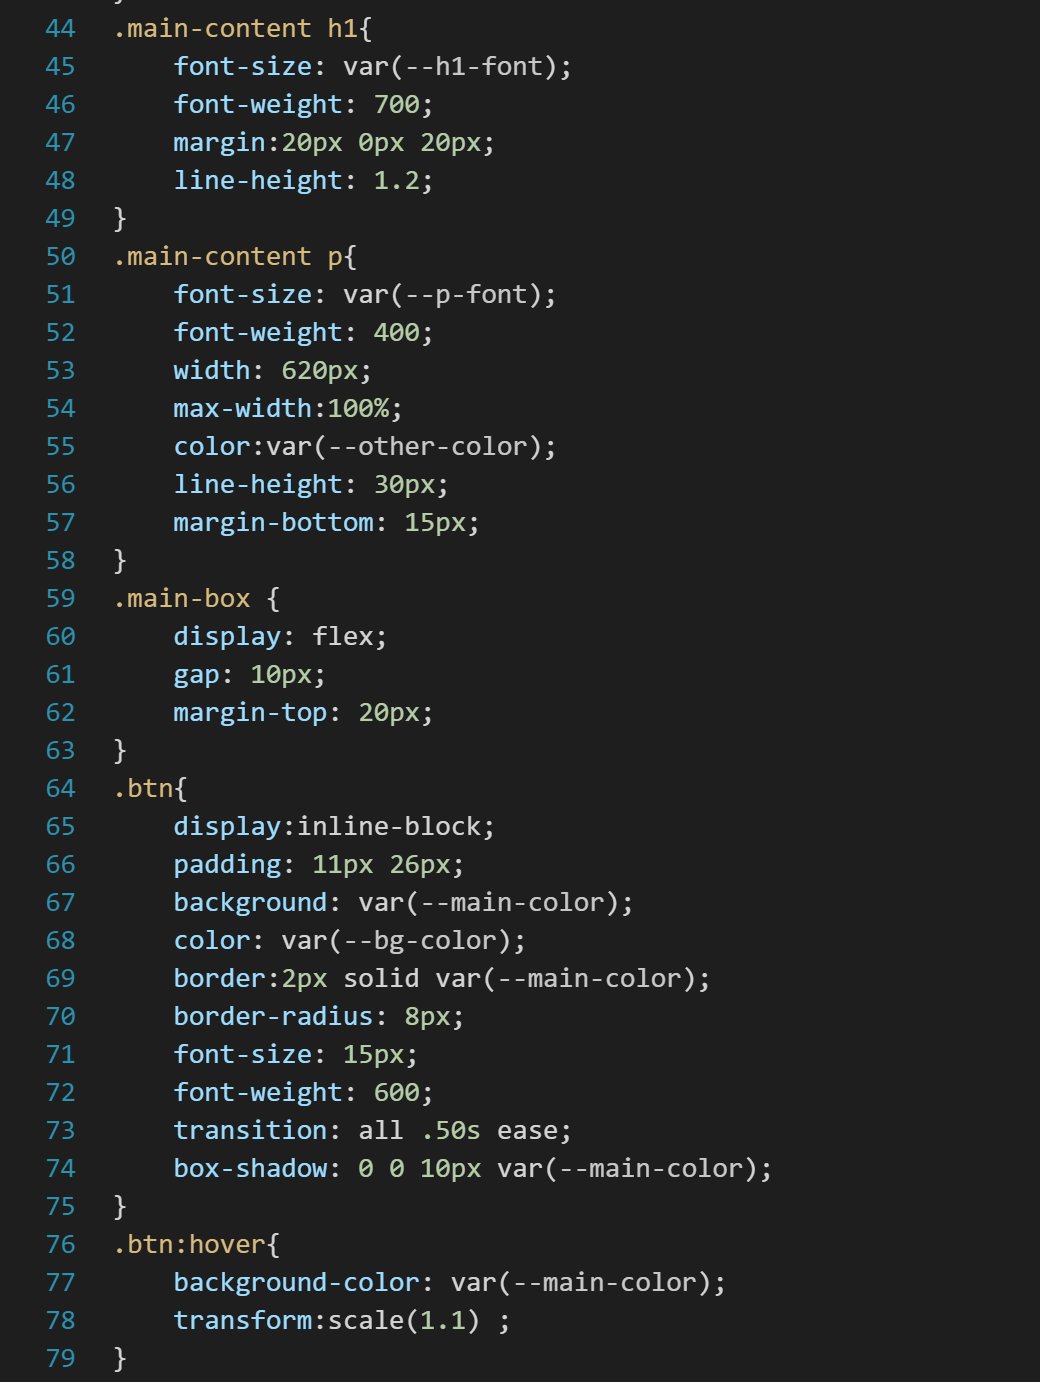 44 .main-content h1{
45     font-size: var(--h1-font);
46     font-weight: 700;
47     margin:20px 0px 20px;
48     line-height: 1.2;
49 }
50 .main-content p{
51     font-size: var(--p-font);
52     font-weight: 400;
53     width: 620px;
54     max-width:100%;
55     color:var(--other-color);
56     line-height: 30px;
57     margin-bottom: 15px;
58 }
59 .main-box {
60     display: flex;
61     gap: 10px;
62     margin-top: 20px;
63 }
64 .btn{
65     display:inline-block;
66     padding: 11px 26px;
67     background: var(--main-color);
68     color: var(--bg-color);
69     border:2px solid var(--main-color);
70     border-radius: 8px;
71     font-size: 15px;
72     font-weight: 600;
73     transition: all .50s ease;
74     box-shadow: 0 0 10px var(--main-color);
75 }
76 .btn:hover{
77     background-color: var(--main-color);
78     transform:scale(1.1) ;
79 }